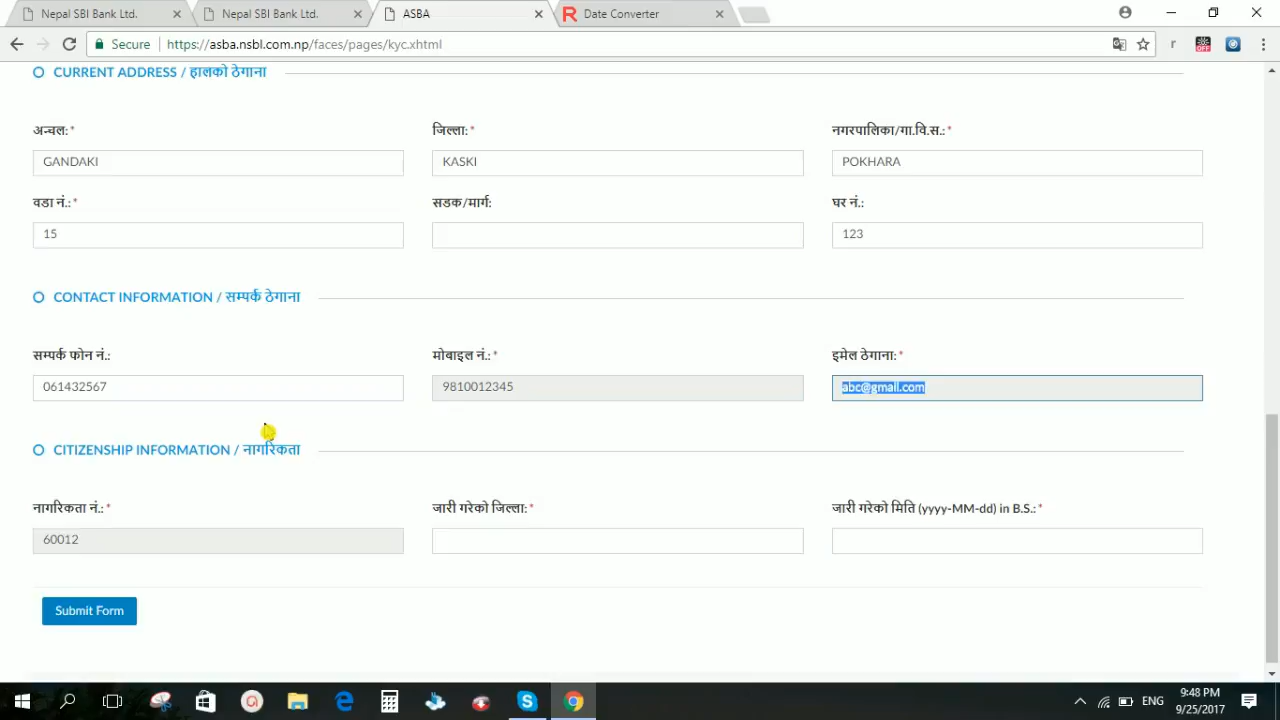 Nepal SBI Bank Ltd.
Nepal SBI Bank Ltd.
ASBA
Date Converter
Secure
https://asba.nsbl.com.np/faces/pages/kyc.xhtml
r
OFF
CURRENT ADDRESS / हालको ठेगाना
अन्चल: *
जिल्ला: *
नगरपालिका/गा.वि.स.: *
GANDAKI
KASKI
POKHARA
वडा नं.: *
सडक/मार्ग:
घर नं.:
15
123
CONTACT INFORMATION / सम्पर्क ठेगाना
सम्पर्क फोन नं.:
मोबाइल नं.: *
इमेल ठेगाना: *
061432567
9810012345
abc@gmail.com
CITIZENSHIP INFORMATION / नागरिकता
नागरिकता नं.: *
जारी गरेको जिल्ला: *
जारी गरेको मिति (yyyy-MM-dd) in B.S.: *
60012
Submit Form
ENG
9:48 PM
9/25/2017